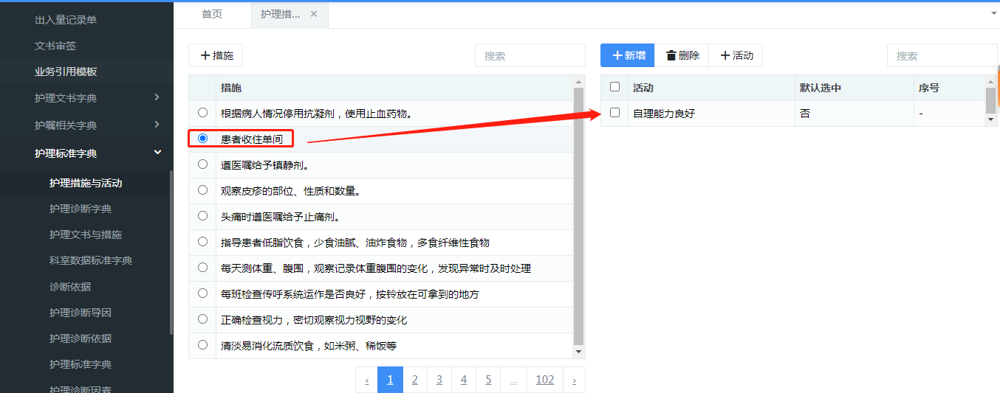 出入量记录单
文书审签
业务引用模板
护理文书字典
护嘱相关字典
护理标准字典
护理措施与活动
护理诊断字典
护理文书与措施
科室数据标准字典
诊断依据
护理诊断导因
护理诊断依据
护理标准字典
护理诊断因素
首页 护理措... ×
+措施 搜索
措施
根据病人情况停用抗凝剂，使用止血药物。
患者收住单间
遵医嘱给予镇静剂。
观察皮疹的部位、性质和数量。
头痛时遵医嘱给予止痛剂。
指导患者低脂饮食，少食油腻、油炸食物，多食纤维性食物
每天测体重、腹围，观察记录体重腹围的变化，发现异常时及时处理
每班检查传呼系统运作是否良好，按铃放在可拿到的地方
正确检查视力，密切观察视力视野的变化
清淡易消化流质饮食，如米粥、稀饭等
‹ 1 2 3 4 5 ... 102 ›
+新增 删除 +活动 搜索
活动 默认选中 序号
自理能力良好 否 -